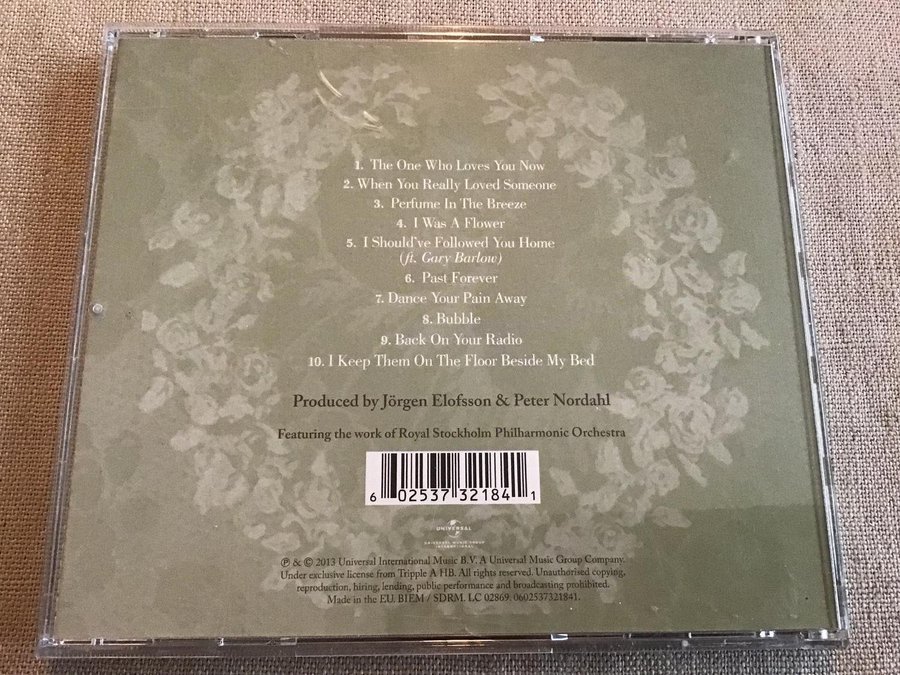 1. The One Who Loves You Now
2. When You Really Loved Someone
3. Perfume In The Breeze
4. I Was A Flower
5. I Should've Followed You Home
(ft. Gary Barlow)
6. Past Forever
7. Dance Your Pain Away
8. Bubble
9. Back On Your Radio
10. I Keep Them On The Floor Beside My Bed
Produced by Jörgen Elofsson & Peter Nordahl
Featuring the work of Royal Stockholm Philharmonic Orchestra
6 02537 32184 1
UNIVERSAL
UNIVERSAL MUSIC GROUP
INTERNATIONAL
℗ & © 2013 Universal International Music B.V. A Universal Music Group Company.
Under exclusive license from Tripple A HB. All rights reserved. Unauthorised copying,
reproduction, hiring, lending, public performance and broadcasting prohibited.
Made in the EU. BIEM / SDRM. LC 02869. 0602537321841.